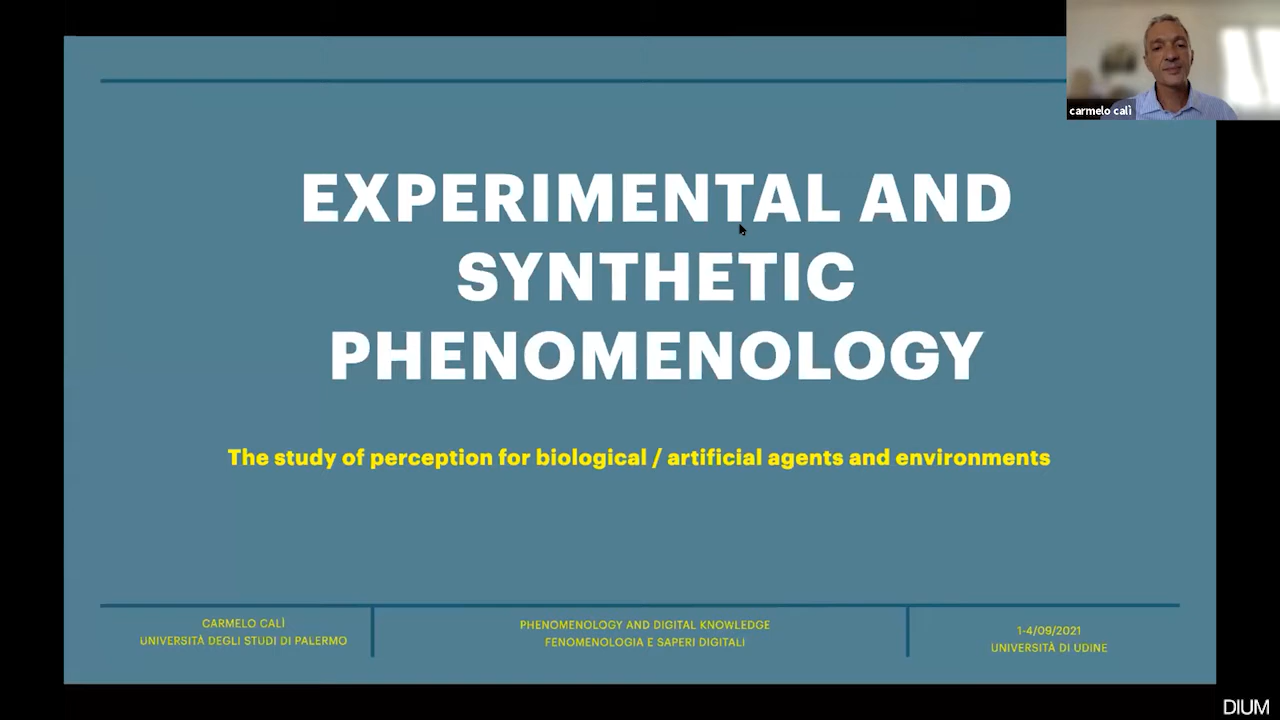 carmelo calì
EXPERIMENTAL AND
SYNTHETIC
PHENOMENOLOGY
The study of perception for biological / artificial agents and environments
CARMELO CALÌ
UNIVERSITÀ DEGLI STUDI DI PALERMO
PHENOMENOLOGY AND DIGITAL KNOWLEDGE
FENOMENOLOGIA E SAPERI DIGITALI
1-4/09/2021
UNIVERSITÀ DI UDINE
DIUM